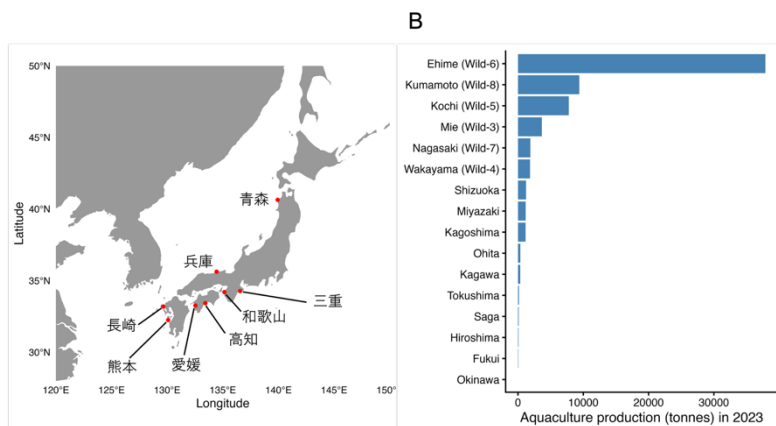 B
50°N
45°N
40°N
35°N
30°N
Latitude
青森
兵庫
三重
和歌山
長崎
高知
愛媛
熊本
120°E
125°E
130°E
135°E
140°E
145°E
150°
Longitude
Ehime (Wild-6)
Kumamoto (Wild-8)
Kochi (Wild-5)
Mie (Wild-3)
Nagasaki (Wild-7)
Wakayama (Wild-4)
Shizuoka
Miyazaki
Kagoshima
Ohita
Kagawa
Tokushima
Saga
Hiroshima
Fukui
Okinawa
0
10000
20000
30000
Aquaculture production (tonnes) in 2023